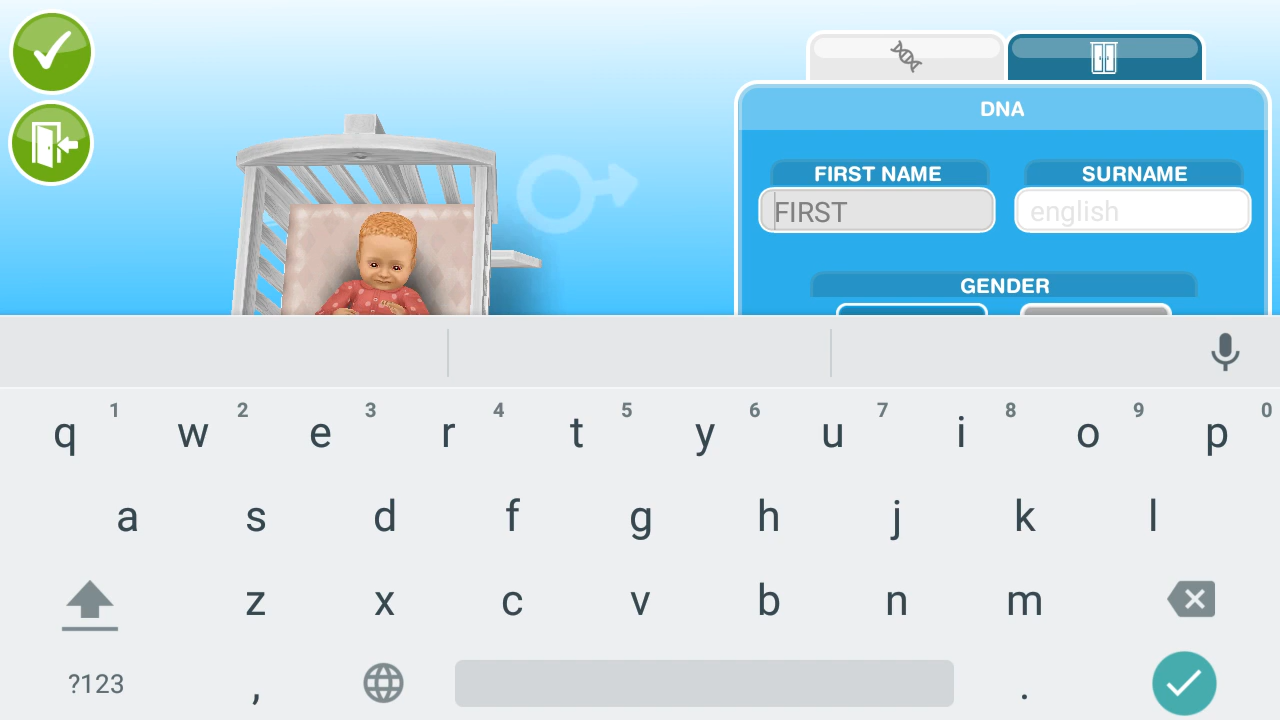 DNA
FIRST NAME SURNAME
FIRST english
GENDER
1 2 3 4 5 6 7 8 9 0
q w e r t y u i o p
a s d f g h j k l
z x c v b n m
?123 , .